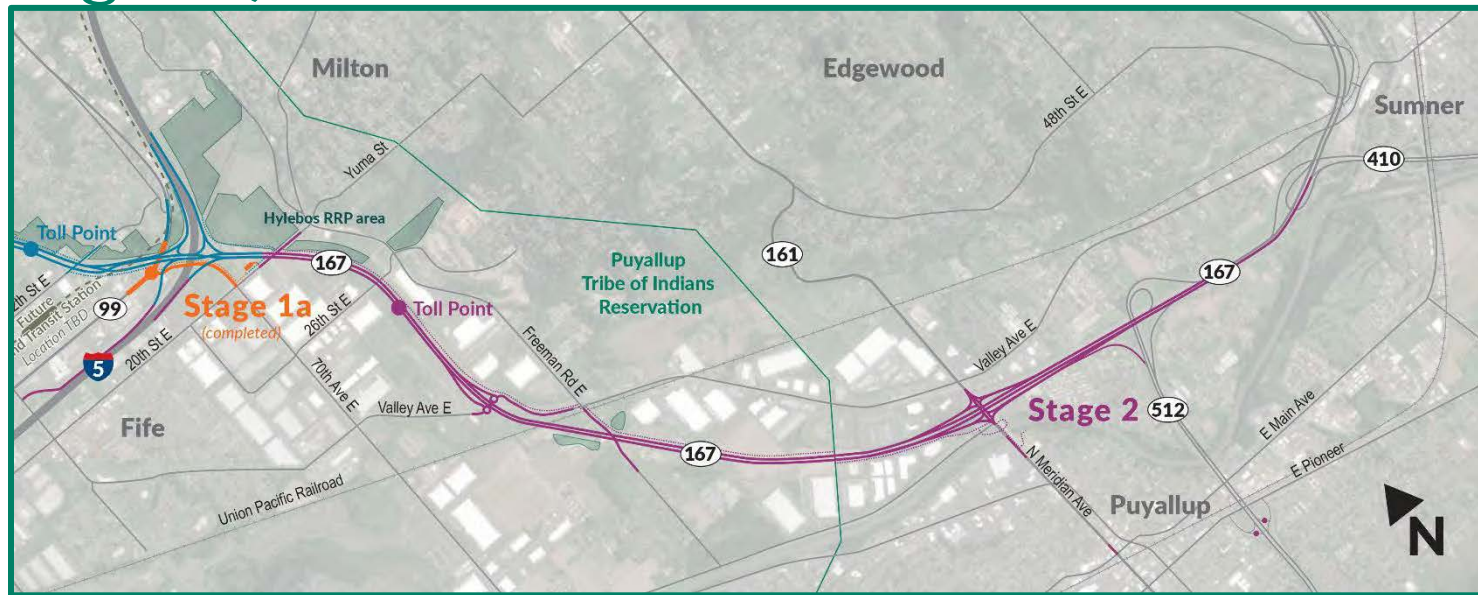 Milton
Edgewood
Sumner
410
48th St E
Yuma St
Hylebos RRP area
Toll Point
167
161
Puyallup
Tribe of Indians
Reservation
167
Stage 1a
(completed)
Toll Point
99
Future
Transit Station
Location TBD
20th St E
26th St E
5
70th Ave E
Freeman Rd E
Valley Ave E
Valley Ave E
Stage 2
512
E Main Ave
Fife
167
N Meridian Ave
E Pioneer
Union Pacific Railroad
Puyallup
N